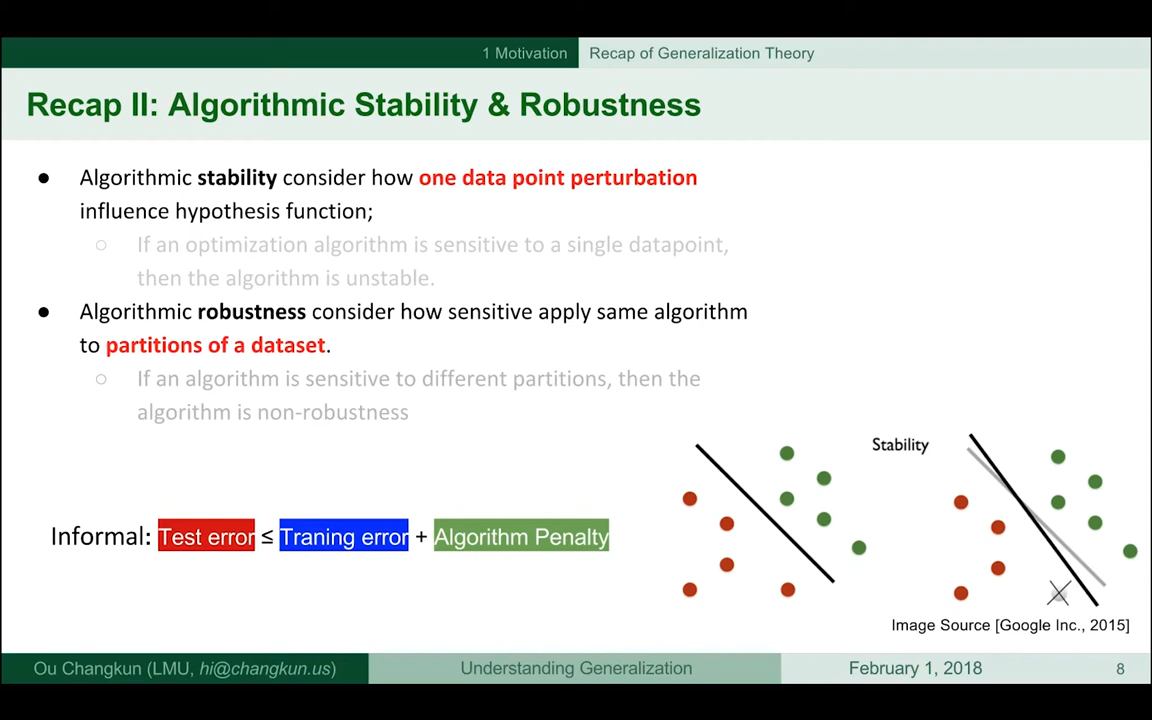 1 Motivation Recap of Generalization Theory
Recap II: Algorithmic Stability & Robustness
● Algorithmic stability consider how one data point perturbation
influence hypothesis function;
○ If an optimization algorithm is sensitive to a single datapoint,
then the algorithm is unstable.
● Algorithmic robustness consider how sensitive apply same algorithm
to partitions of a dataset.
○ If an algorithm is sensitive to different partitions, then the
algorithm is non-robustness
Stability
Informal: Test error ≤ Traning error + Algorithm Penalty
Image Source [Google Inc., 2015]
Ou Changkun (LMU, hi@changkun.us) Understanding Generalization February 1, 2018 8